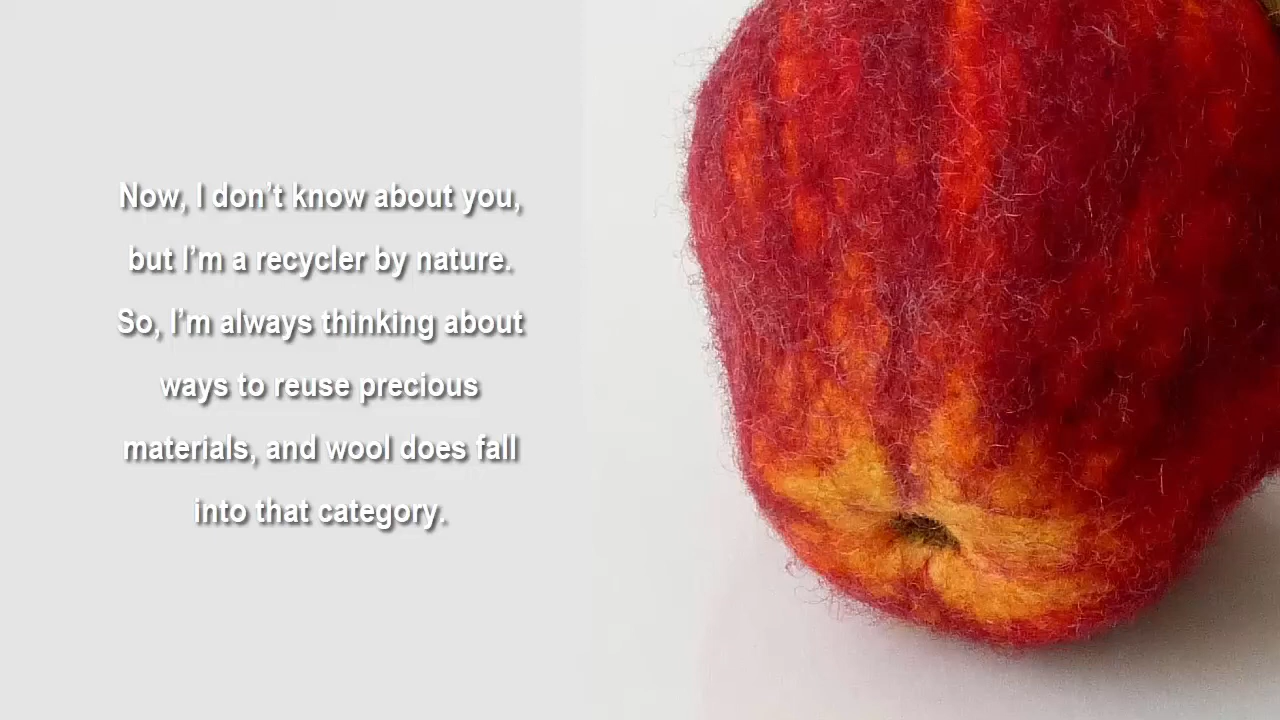 Now, I don’t know about you,
but I’m a recycler by nature.
So, I’m always thinking about
ways to reuse precious
materials, and wool does fall
into that category.